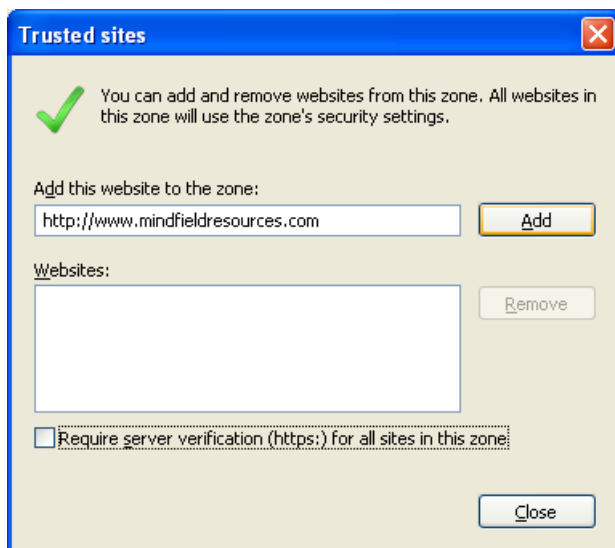 Trusted sites
You can add and remove websites from this zone. All websites in
this zone will use the zone's security settings.
Add this website to the zone:
http://www.mindfieldresources.com
Add
Websites:
Remove
Require server verification (https:) for all sites in this zone
Close